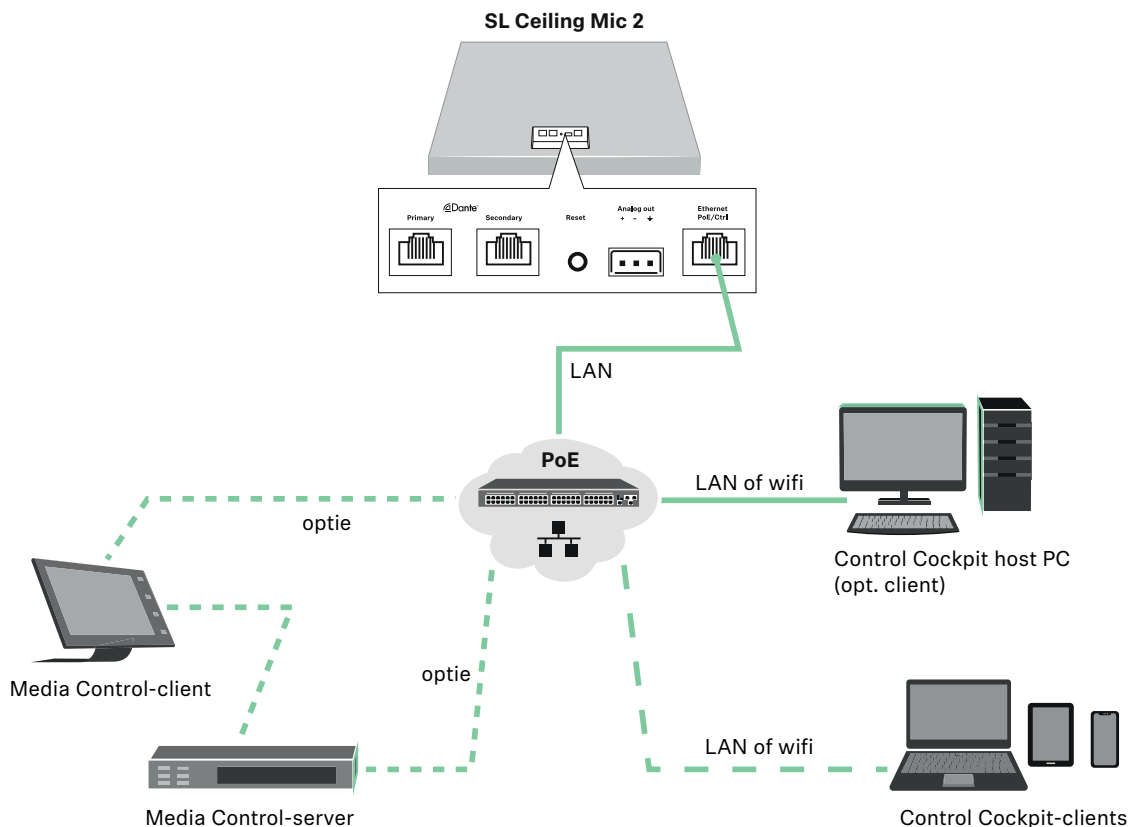 SL Ceiling Mic 2
Dante™
Primary
Secondary
Reset
Analog out
+ -
Ethernet
PoE/Ctrl
LAN
PoE
LAN of wifi
optie
Control Cockpit host PC
(opt. client)
Media Control-client
optie
LAN of wifi
Media Control-server
Control Cockpit-clients